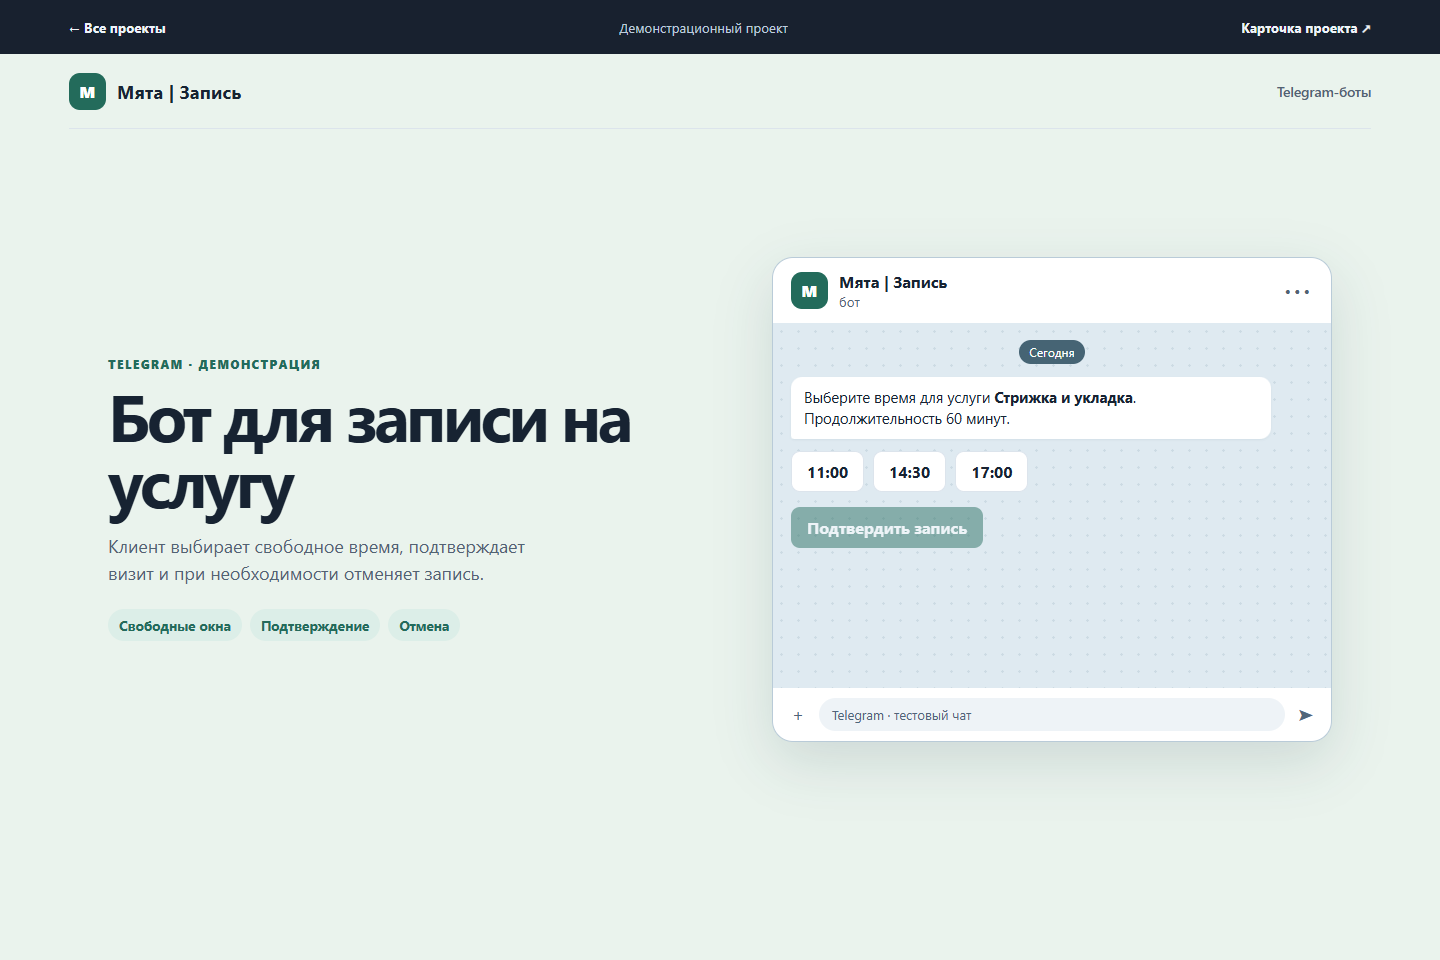 ← Все проекты
Демонстрационный проект
Карточка проекта ↗
М
Мята | Запись
Telegram-боты
TELEGRAM · ДЕМОНСТРАЦИЯ
Бот для записи на
услугу
Клиент выбирает свободное время, подтверждает
визит и при необходимости отменяет запись.
Свободные окна
Подтверждение
Отмена
М
Мята | Запись
бот
Сегодня
Выберите время для услуги Стрижка и укладка.
Продолжительность 60 минут.
11:00
14:30
17:00
Подтвердить запись
+
Telegram · тестовый чат